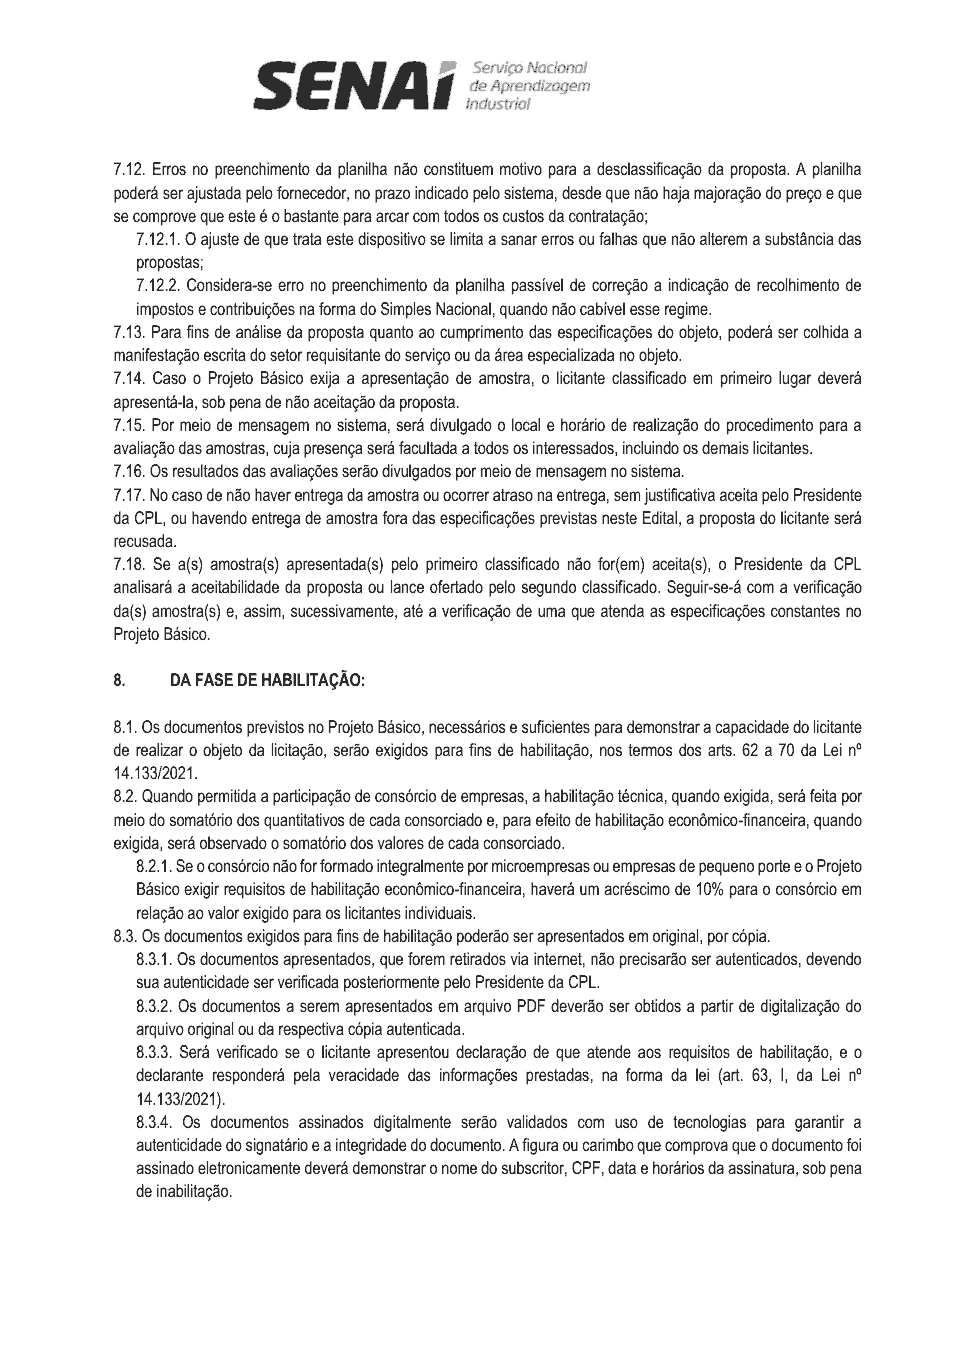 SENAI Serviço Nacional
de Aprendizagem
Industrial
7.12. Erros no preenchimento da planilha não constituem motivo para a desclassificação da proposta. A planilha
poderá ser ajustada pelo fornecedor, no prazo indicado pelo sistema, desde que não haja majoração do preço e que
se comprove que este é o bastante para arcar com todos os custos da contratação;
7.12.1. O ajuste de que trata este dispositivo se limita a sanar erros ou falhas que não alterem a substância das
propostas;
7.12.2. Considera-se erro no preenchimento da planilha passível de correção a indicação de recolhimento de
impostos e contribuições na forma do Simples Nacional, quando não cabível esse regime.
7.13. Para fins de análise da proposta quanto ao cumprimento das especificações do objeto, poderá ser colhida a
manifestação escrita do setor requisitante do serviço ou da área especializada no objeto.
7.14. Caso o Projeto Básico exija a apresentação de amostra, o licitante classificado em primeiro lugar deverá
apresentá-la, sob pena de não aceitação da proposta.
7.15. Por meio de mensagem no sistema, será divulgado o local e horário de realização do procedimento para a
avaliação das amostras, cuja presença será facultada a todos os interessados, incluindo os demais licitantes.
7.16. Os resultados das avaliações serão divulgados por meio de mensagem no sistema.
7.17. No caso de não haver entrega da amostra ou ocorrer atraso na entrega, sem justificativa aceita pelo Presidente
da CPL, ou havendo entrega de amostra fora das especificações previstas neste Edital, a proposta do licitante será
recusada.
7.18. Se a(s) amostra(s) apresentada(s) pelo primeiro classificado não for(em) aceita(s), o Presidente da CPL
analisará a aceitabilidade da proposta ou lance ofertado pelo segundo classificado. Seguir-se-á com a verificação
da(s) amostra(s) e, assim, sucessivamente, até a verificação de uma que atenda as especificações constantes no
Projeto Básico.
8. DA FASE DE HABILITAÇÃO:
8.1. Os documentos previstos no Projeto Básico, necessários e suficientes para demonstrar a capacidade do licitante
de realizar o objeto da licitação, serão exigidos para fins de habilitação, nos termos dos arts. 62 a 70 da Lei nº
14.133/2021.
8.2. Quando permitida a participação de consórcio de empresas, a habilitação técnica, quando exigida, será feita por
meio do somatório dos quantitativos de cada consorciado e, para efeito de habilitação econômico-financeira, quando
exigida, será observado o somatório dos valores de cada consorciado.
8.2.1. Se o consórcio não for formado integralmente por microempresas ou empresas de pequeno porte e o Projeto
Básico exigir requisitos de habilitação econômico-financeira, haverá um acréscimo de 10% para o consórcio em
relação ao valor exigido para os licitantes individuais.
8.3. Os documentos exigidos para fins de habilitação poderão ser apresentados em original, por cópia.
8.3.1. Os documentos apresentados, que forem retirados via internet, não precisarão ser autenticados, devendo
sua autenticidade ser verificada posteriormente pelo Presidente da CPL.
8.3.2. Os documentos a serem apresentados em arquivo PDF deverão ser obtidos a partir de digitalização do
arquivo original ou da respectiva cópia autenticada.
8.3.3. Será verificado se o licitante apresentou declaração de que atende aos requisitos de habilitação, e o
declarante responderá pela veracidade das informações prestadas, na forma da lei (art. 63, I, da Lei nº
14.133/2021).
8.3.4. Os documentos assinados digitalmente serão validados com uso de tecnologias para garantir a
autenticidade do signatário e a integridade do documento. A figura ou carimbo que comprova que o documento foi
assinado eletronicamente deverá demonstrar o nome do subscritor, CPF, data e horários da assinatura, sob pena
de inabilitação.